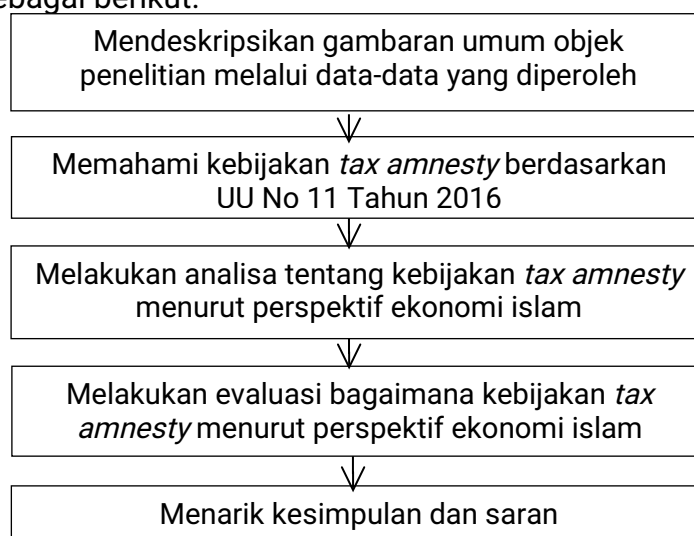 sebagai berikut:
Mendeskripsikan gambaran umum objek
penelitian melalui data-data yang diperoleh
Memahami kebijakan tax amnesty berdasarkan
UU No 11 Tahun 2016
Melakukan analisa tentang kebijakan tax amnesty
menurut perspektif ekonomi islam
Melakukan evaluasi bagaimana kebijakan tax
amnesty menurut perspektif ekonomi islam
Menarik kesimpulan dan saran